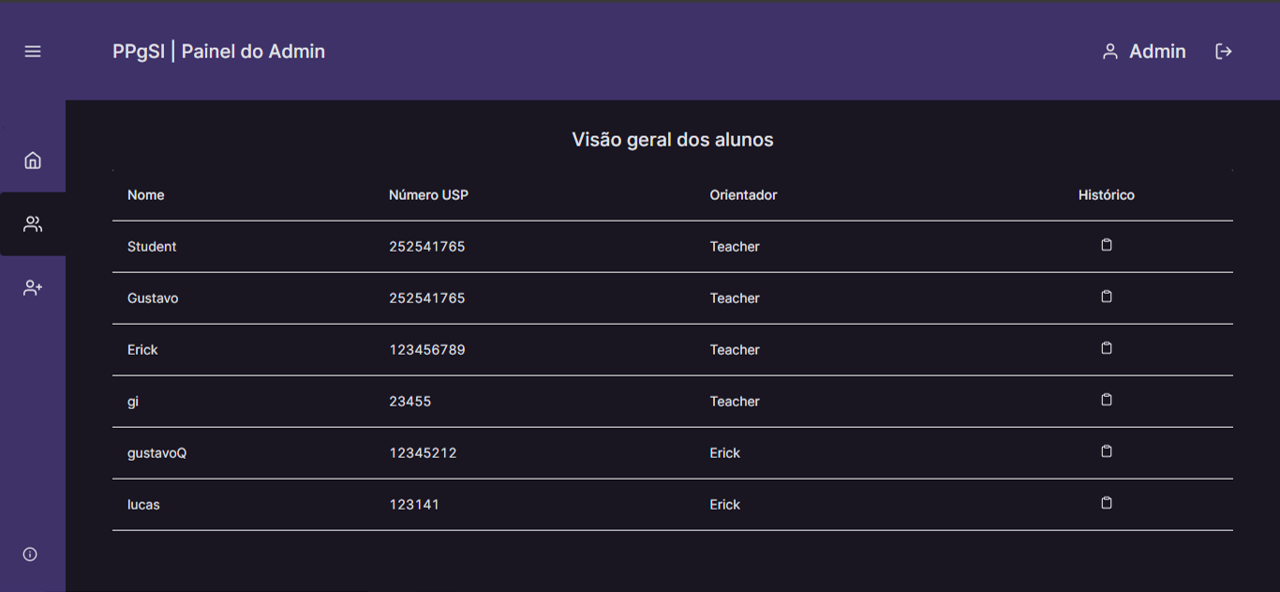 PPgSI | Painel do Admin
Admin
Visão geral dos alunos
Nome Número USP Orientador Histórico
Student 252541765 Teacher
Gustavo 252541765 Teacher
Erick 123456789 Teacher
gi 23455 Teacher
gustavoQ 12345212 Erick
lucas 123141 Erick